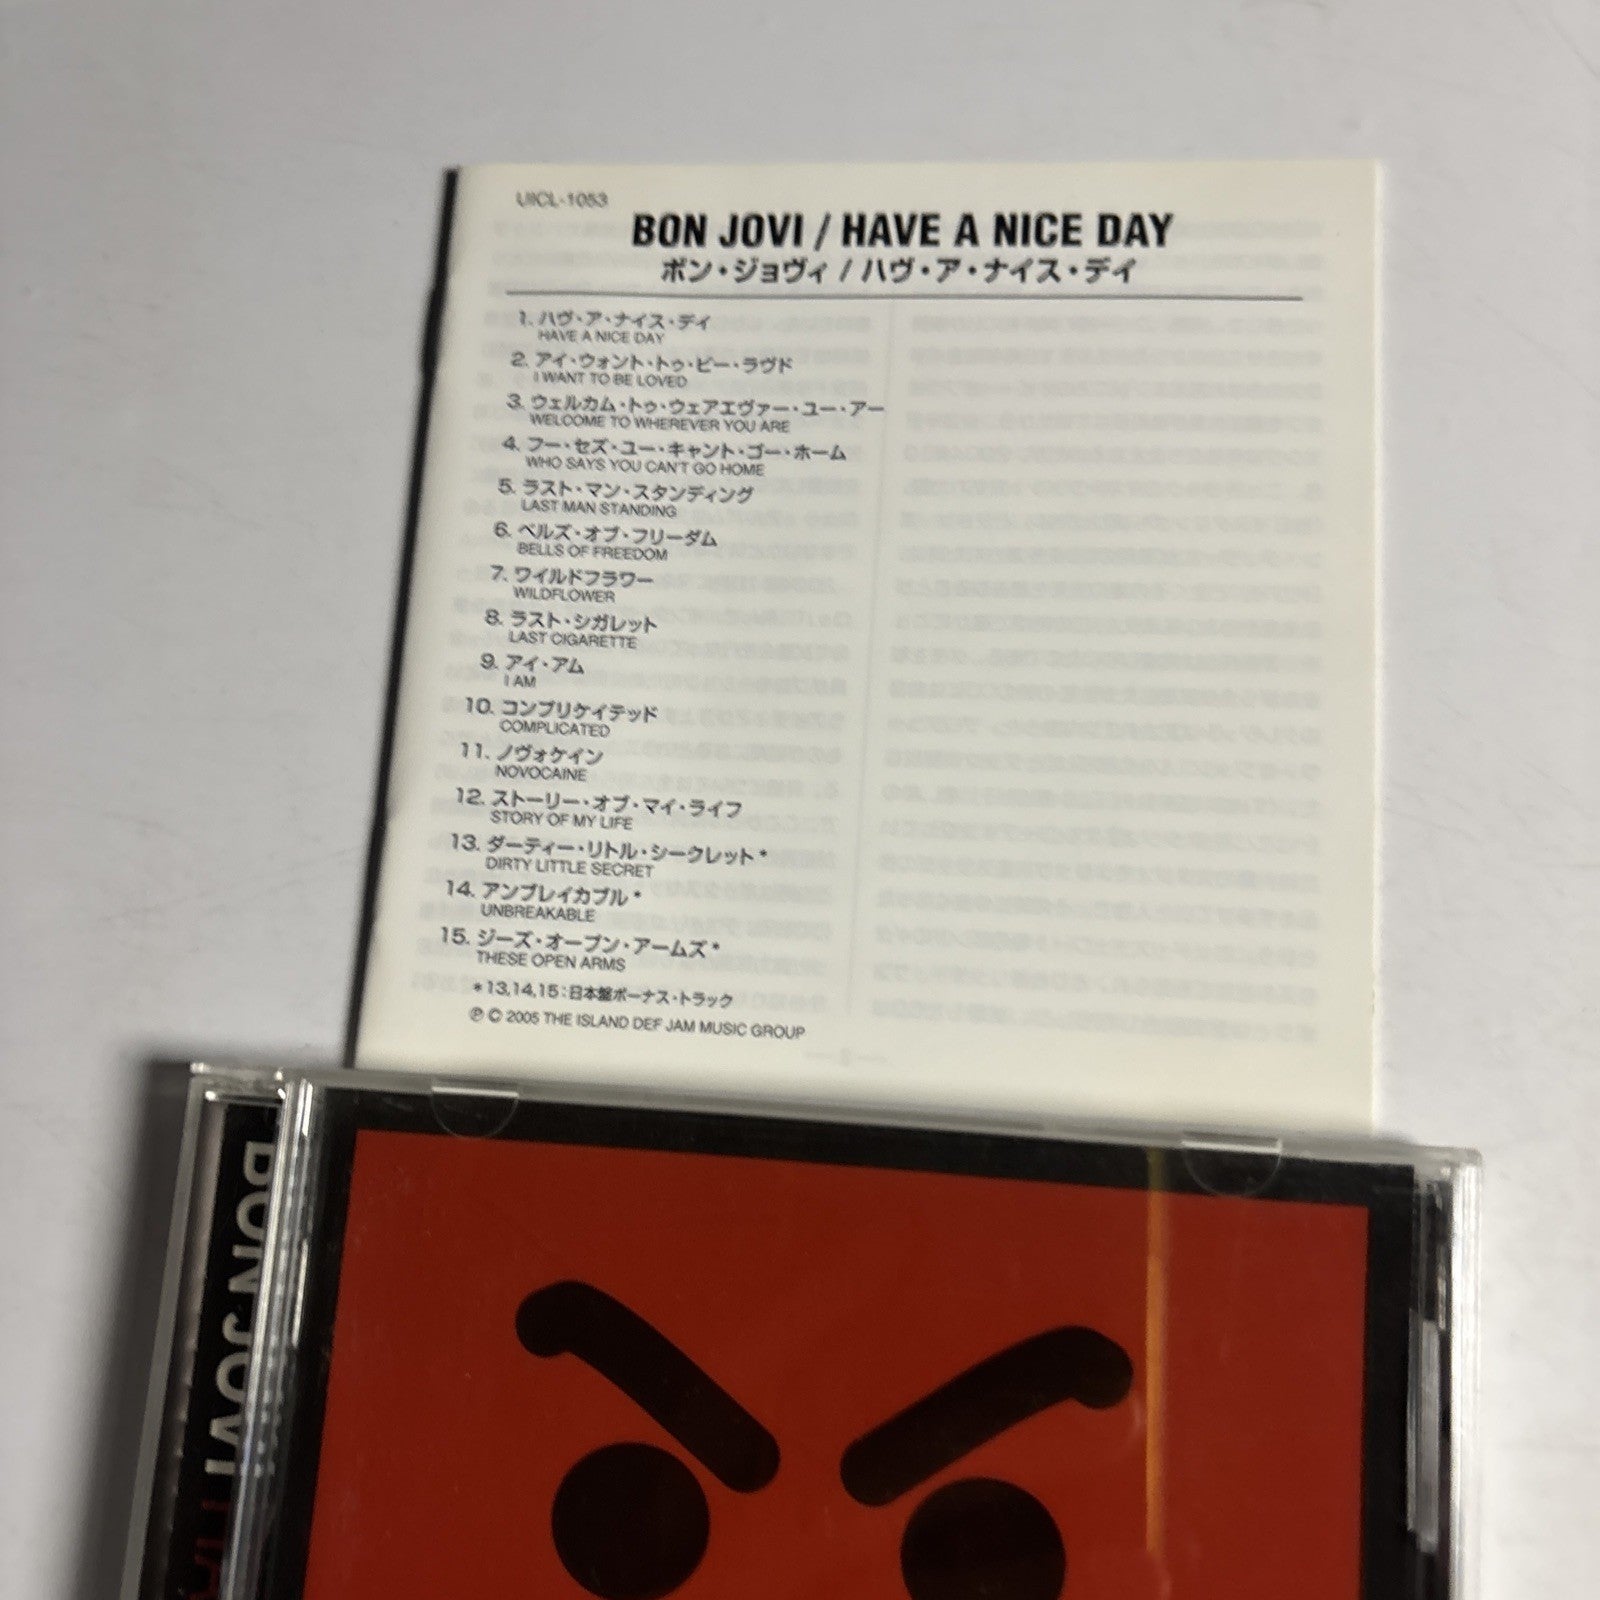 UICL-1053
BON JOVI / HAVE A NICE DAY
ボン・ジョヴィ / ハヴ・ア・ナイス・デイ
1. ハヴ・ア・ナイス・デイ
HAVE A NICE DAY
2. アイ・ウォント・トゥ・ビー・ラヴド
I WANT TO BE LOVED
3. ウェルカム・トゥ・ウェアエヴァー・ユー・アー
WELCOME TO WHEREVER YOU ARE
4. フー・セズ・ユー・キャント・ゴー・ホーム
WHO SAYS YOU CAN'T GO HOME
5. ラスト・マン・スタンディング
LAST MAN STANDING
6. ベルズ・オブ・フリーダム
BELLS OF FREEDOM
7. ワイルドフラワー
WILDFLOWER
8. ラスト・シガレット
LAST CIGARETTE
9. アイ・アム
I AM
10. コンプリケイテッド
COMPLICATED
11. ノヴォケイン
NOVOCAINE
12. ストーリー・オブ・マイ・ライフ
STORY OF MY LIFE
13. ダーティー・リトル・シークレット*
DIRTY LITTLE SECRET
14. アンブレイカブル*
UNBREAKABLE
15. ジーズ・オープン・アームズ*
THESE OPEN ARMS
*13,14,15:日本盤ボーナス・トラック
℗ © 2005 THE ISLAND DEF JAM MUSIC GROUP
BON JOVI